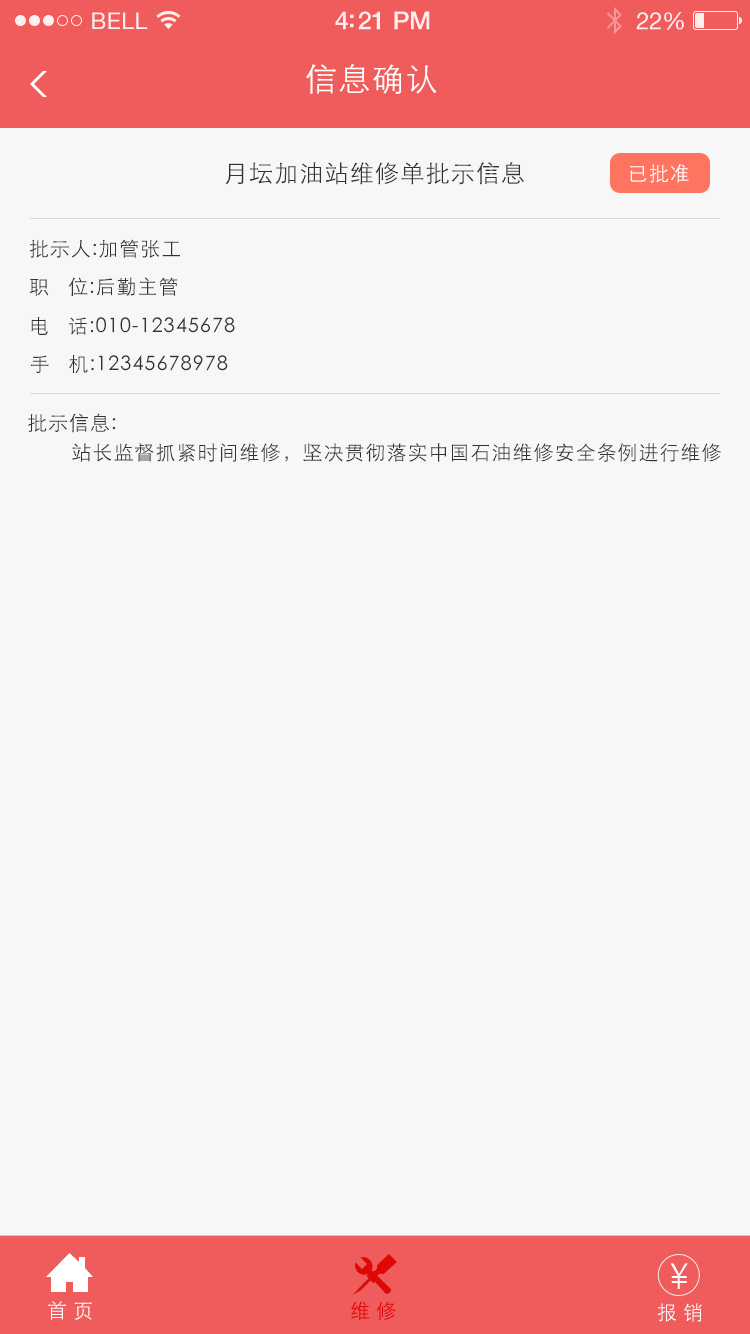 BELL 4:21 PM 22%
信息确认
月坛加油站维修单批示信息 已批准
批示人:加管张工
职 位:后勤主管
电 话:010-12345678
手 机:12345678978
批示信息:
站长监督抓紧时间维修，坚决贯彻落实中国石油维修安全条例进行维修
首页 维修 ¥ 报销